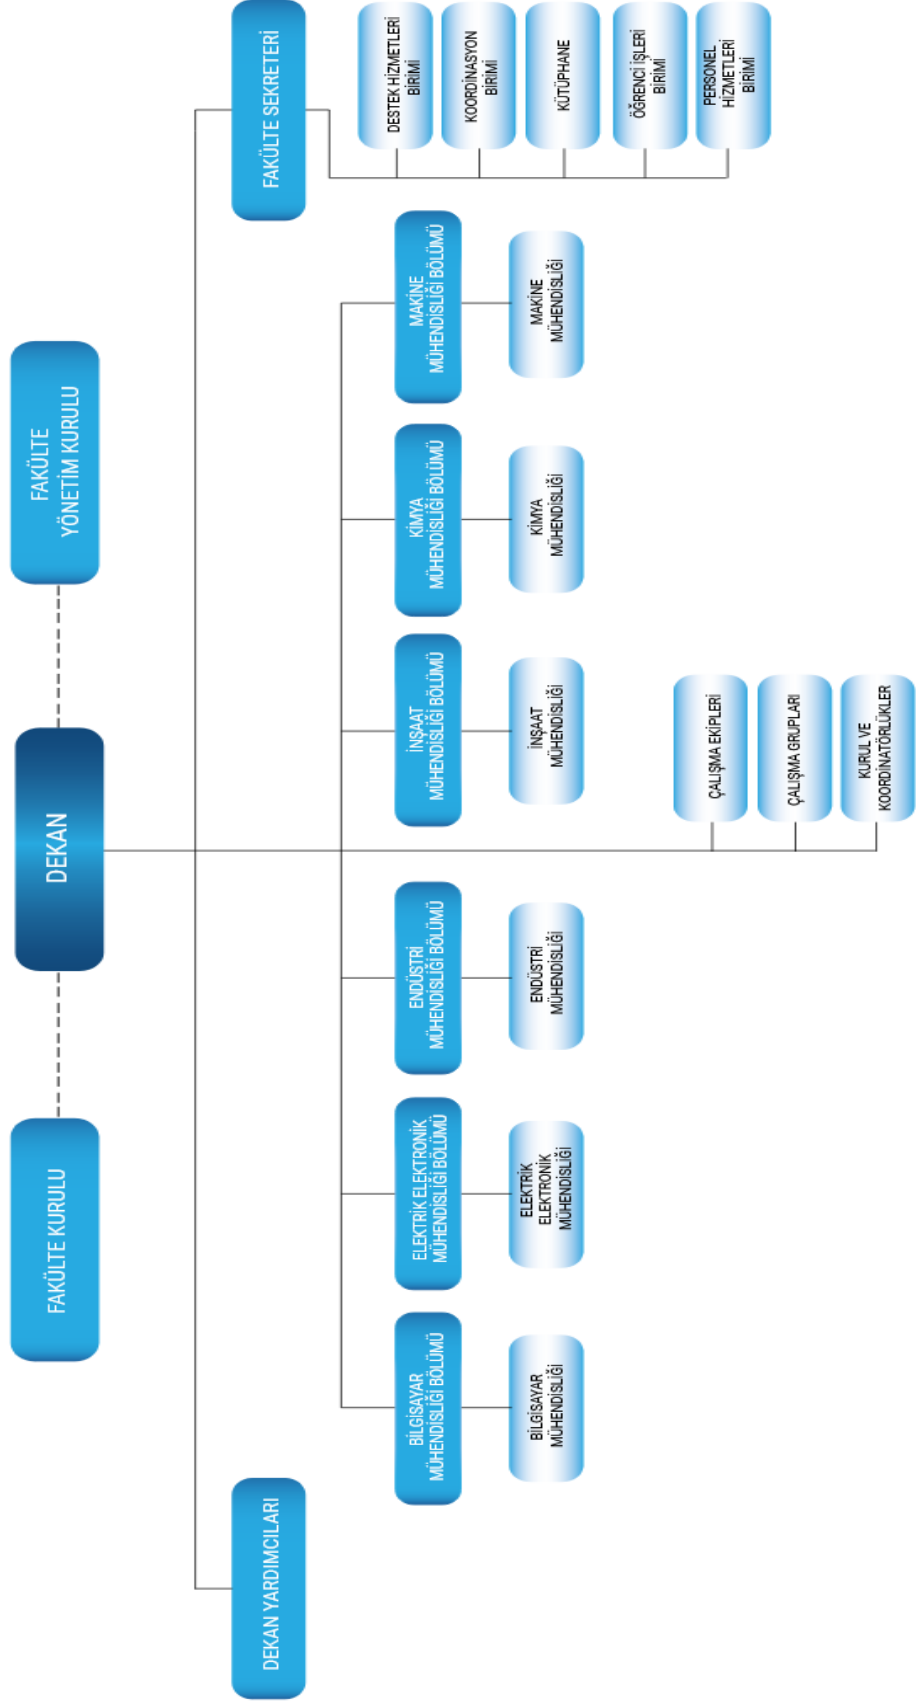 FAKÜLTE KURULU
DEKAN
FAKÜLTE
YÖNETİM KURULU
DEKAN YARDIMCILARI
FAKÜLTE SEKRETERİ
BİLGİSAYAR
MÜHENDİSLİĞİ BÖLÜMÜ
ELEKTRİK ELEKTRONİK
MÜHENDİSLİĞİ BÖLÜMÜ
ENDÜSTRİ
MÜHENDİSLİĞİ BÖLÜMÜ
İNŞAAT
MÜHENDİSLİĞİ BÖLÜMÜ
KİMYA
MÜHENDİSLİĞİ BÖLÜMÜ
MAKİNE
MÜHENDİSLİĞİ BÖLÜMÜ
BİLGİSAYAR
MÜHENDİSLİĞİ
ELEKTRİK
ELEKTRONİK
MÜHENDİSLİĞİ
ENDÜSTRİ
MÜHENDİSLİĞİ
İNŞAAT
MÜHENDİSLİĞİ
KİMYA
MÜHENDİSLİĞİ
MAKİNE
MÜHENDİSLİĞİ
DESTEK HİZMETLERİ
BİRİMİ
KOORDİNASYON
BİRİMİ
KÜTÜPHANE
ÖĞRENCİ İŞLERİ
BİRİMİ
PERSONEL
HİZMETLERİ
BİRİMİ
ÇALIŞMA EKİPLERİ
ÇALIŞMA GRUPLARI
KURUL VE
KOORDİNATÖRLÜKLER